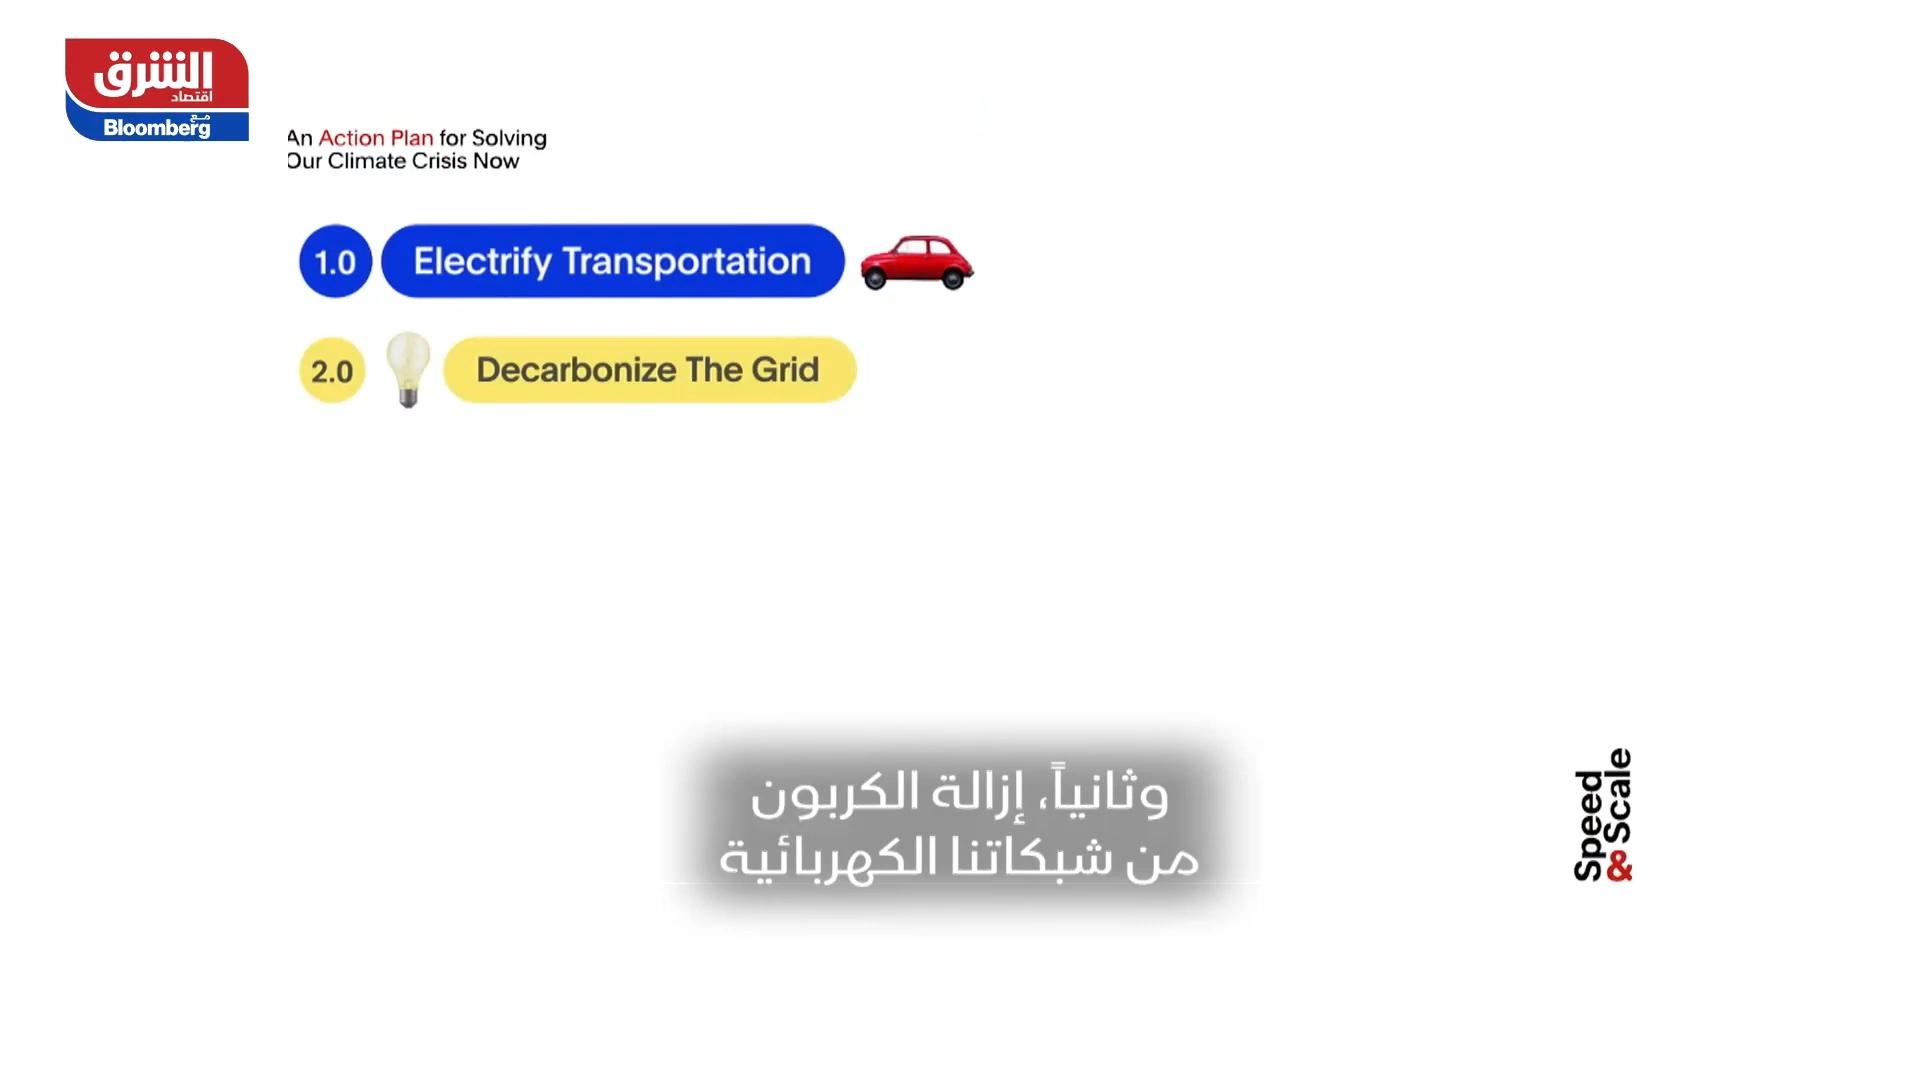 الشرق
اقتصاد
مع
Bloomberg
An Action Plan for Solving
Our Climate Crisis Now
1.0 Electrify Transportation
2.0 Decarbonize The Grid
وثانياً، إزالة الكربون
من شبكاتنا الكهربائية
Speed
&Scale